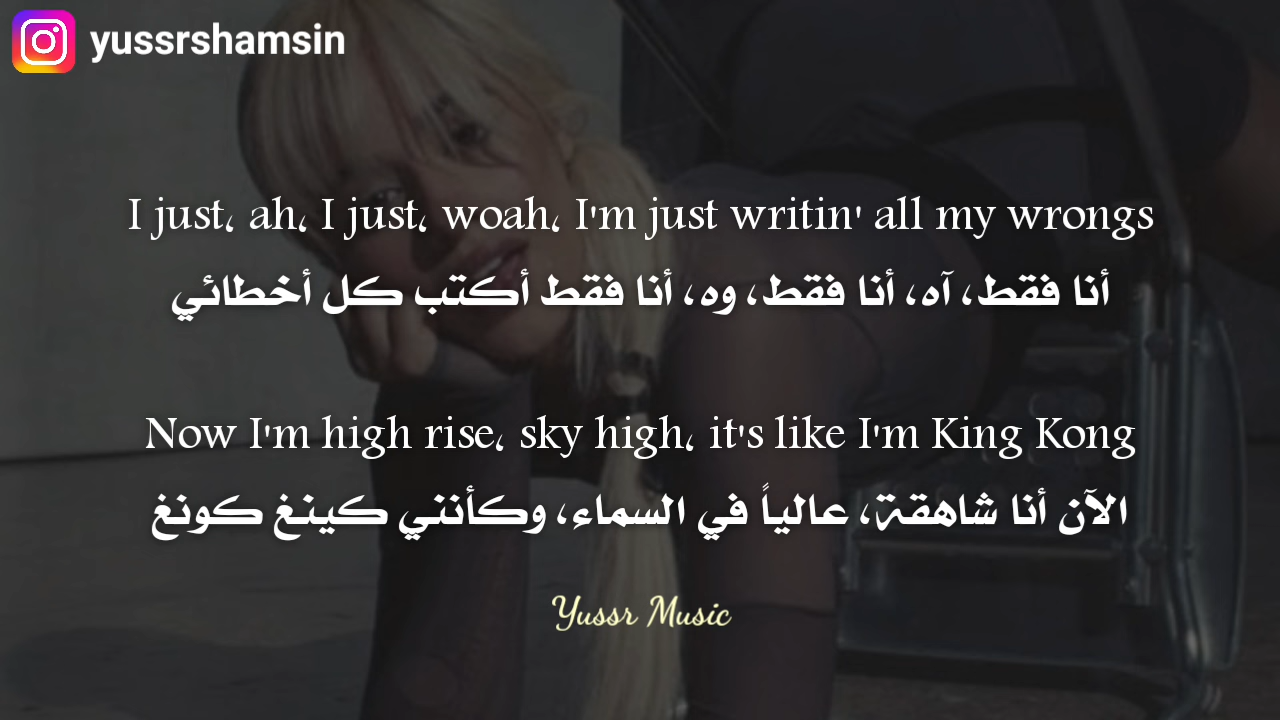 yussrshamsin
I just، ah، I just، woah، I'm just writin' all my wrongs
أنا فقط، آه، أنا فقط، وه، أنا فقط أكتب كل أخطائي
Now I'm high rise، sky high، it's like I'm King Kong
الآن أنا شاهقة، عالياً في السماء، وكأنني كينغ كونغ
Yussr Music